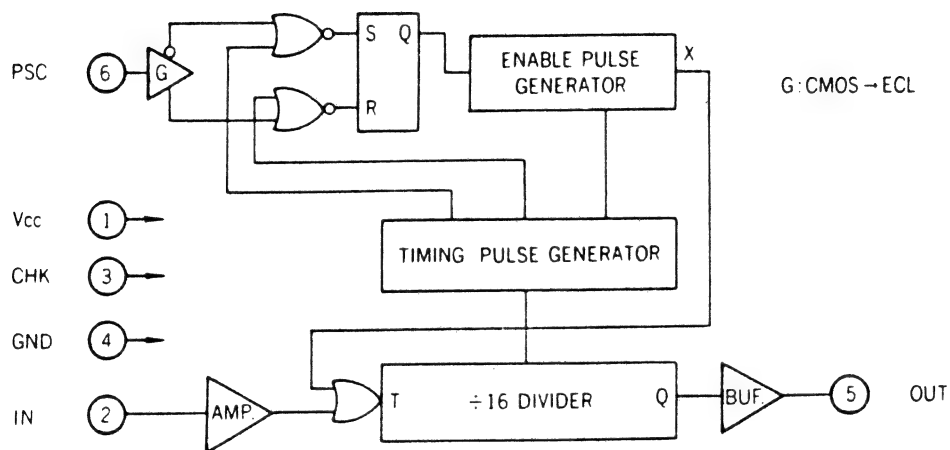 PSC
6
G
S
Q
R
ENABLE PULSE
GENERATOR
X
G: CMOS→ECL
Vcc
1
CHK
3
GND
4
TIMING PULSE GENERATOR
IN
2
AMP.
T
÷16 DIVIDER
Q
BUF.
5
OUT